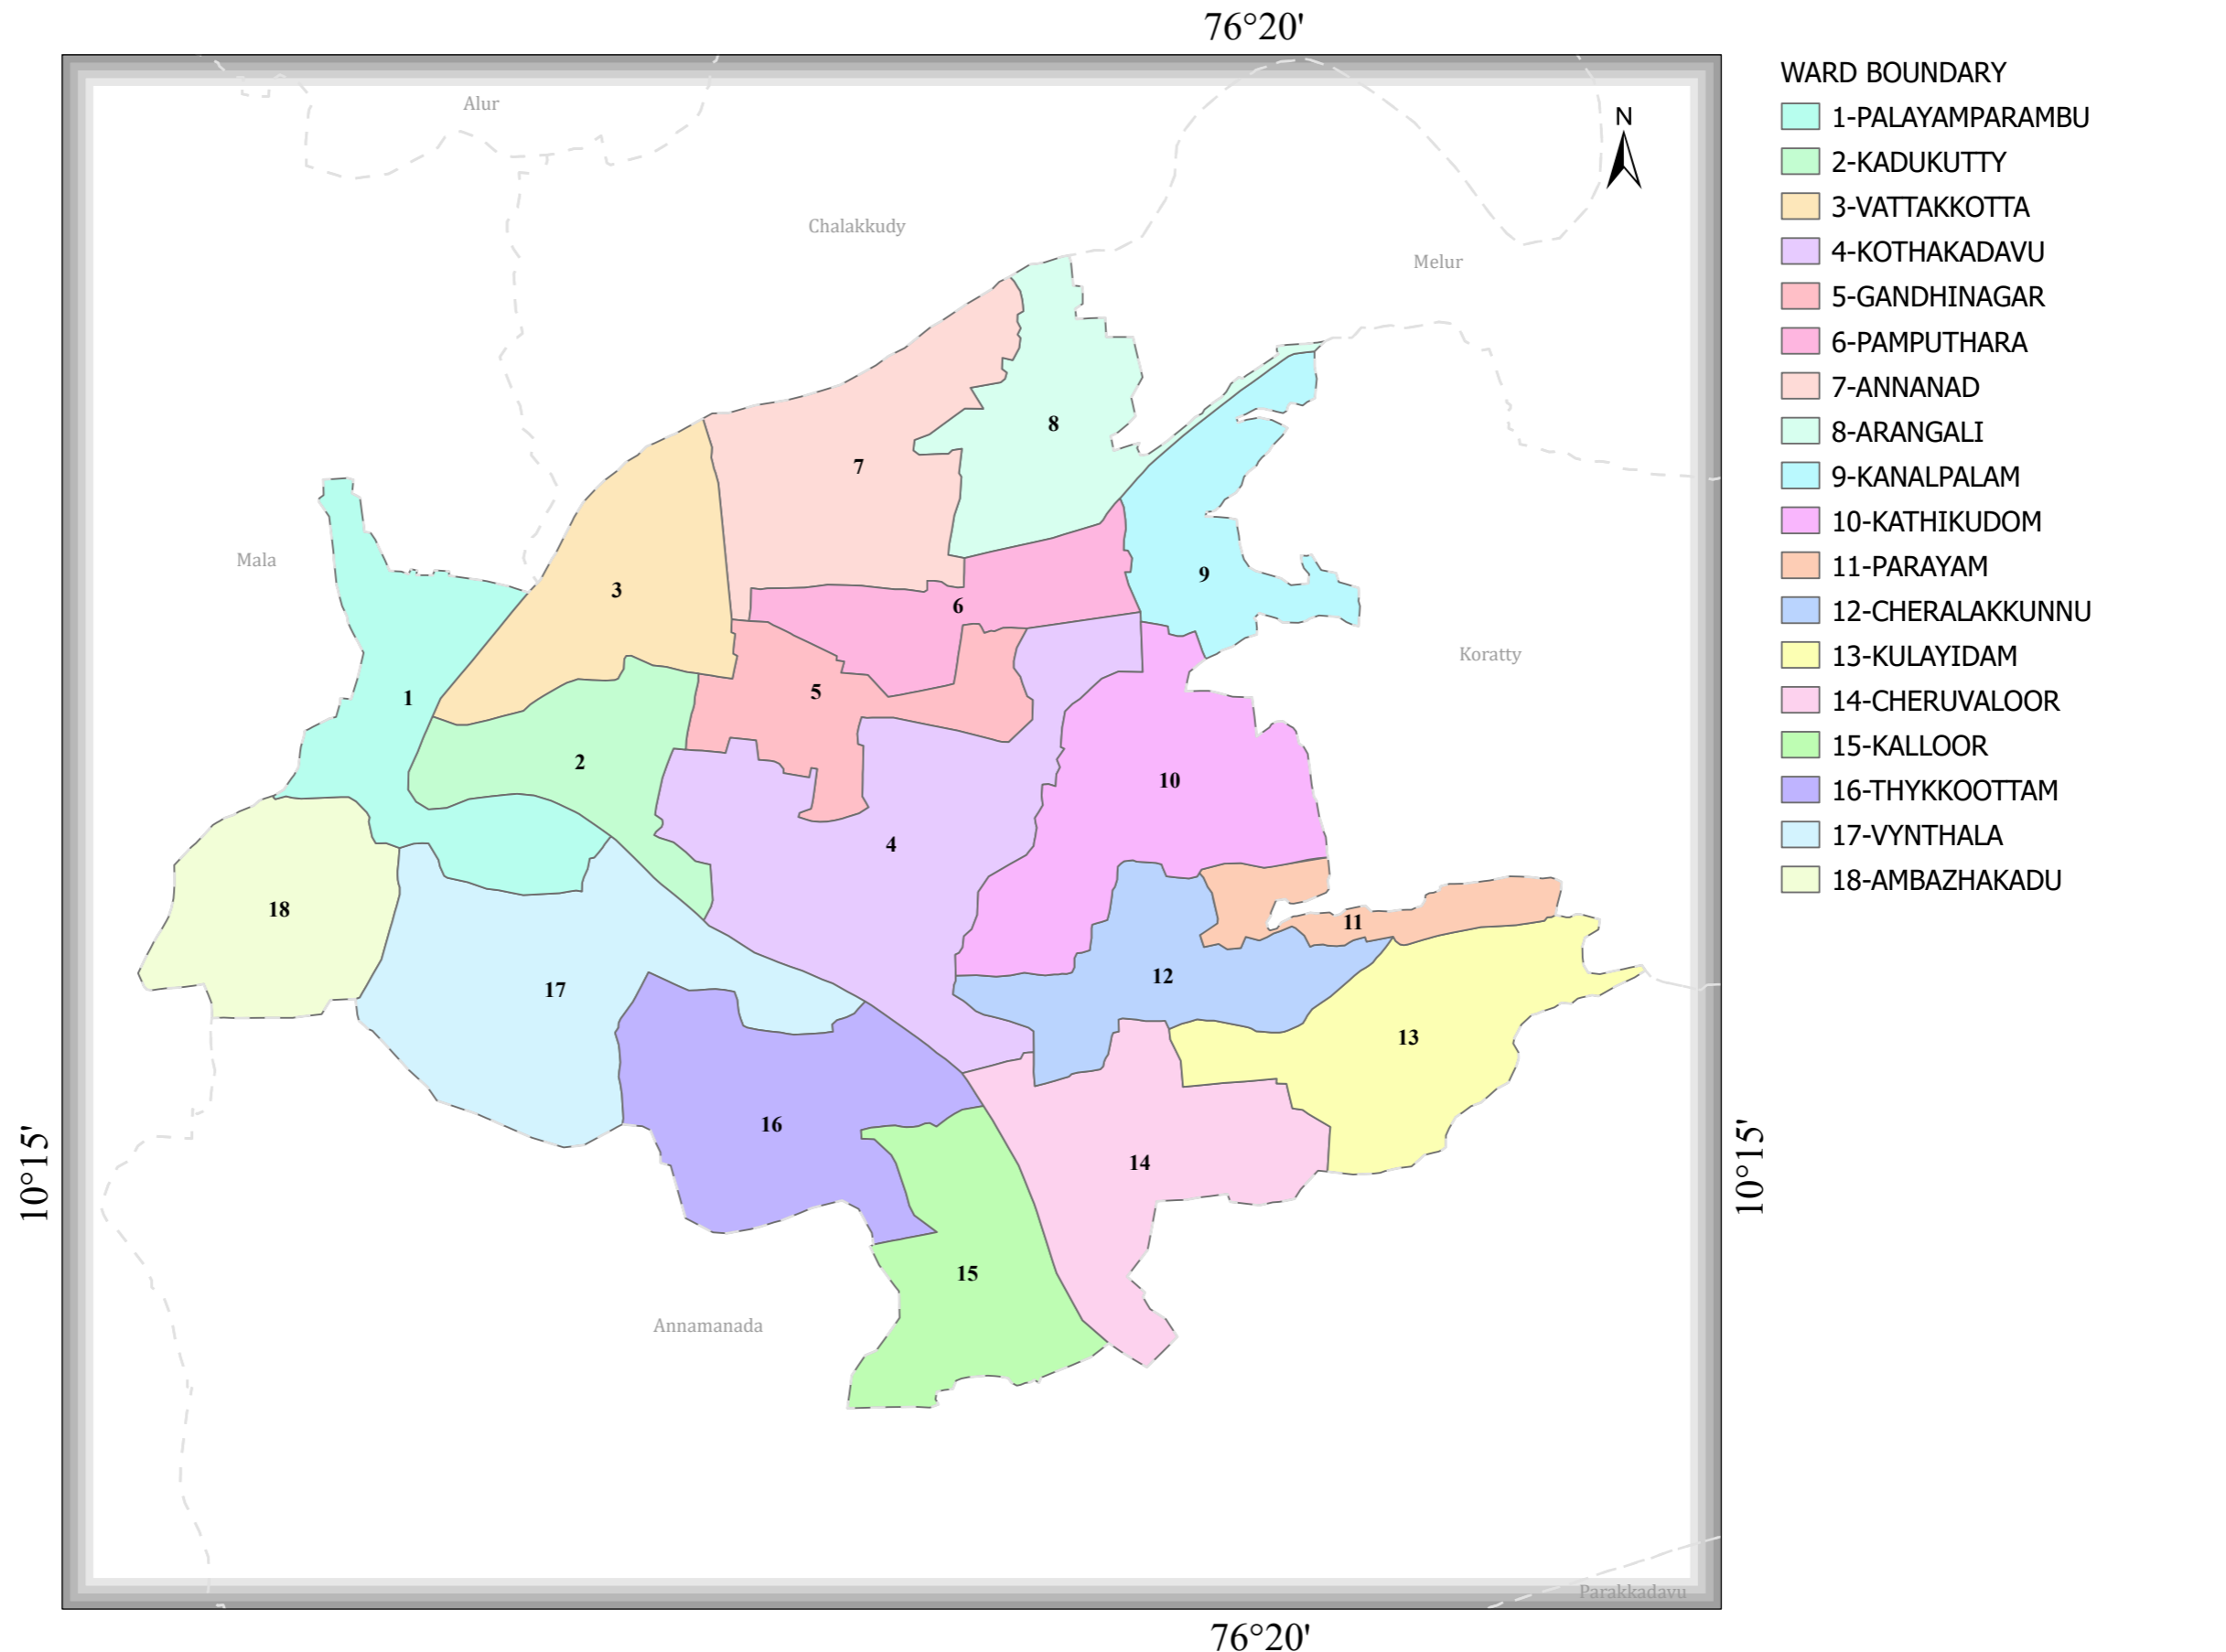 76°20'
WARD BOUNDARY
1-PALAYAMPARAMBU
2-KADUKUTTY
3-VATTAKKOTTA
4-KOTHAKADAVU
5-GANDHINAGAR
6-PAMPUTHARA
7-ANNANAD
8-ARANGALI
9-KANALPALAM
10-KATHIKUDOM
11-PARAYAM
12-CHERALAKKUNNU
13-KULAYIDAM
14-CHERUVALOOR
15-KALLOOR
16-THYKKOOTTAM
17-VYNTHALA
18-AMBAZHAKADU
Alur
N
Chalakkudy
Melur
8
7
Mala
9
3
6
Koratty
5
1
2
10
4
18
11
12
17
13
16
14
10°15'
10°15'
15
Annamanada
Parakkadavu
76°20'